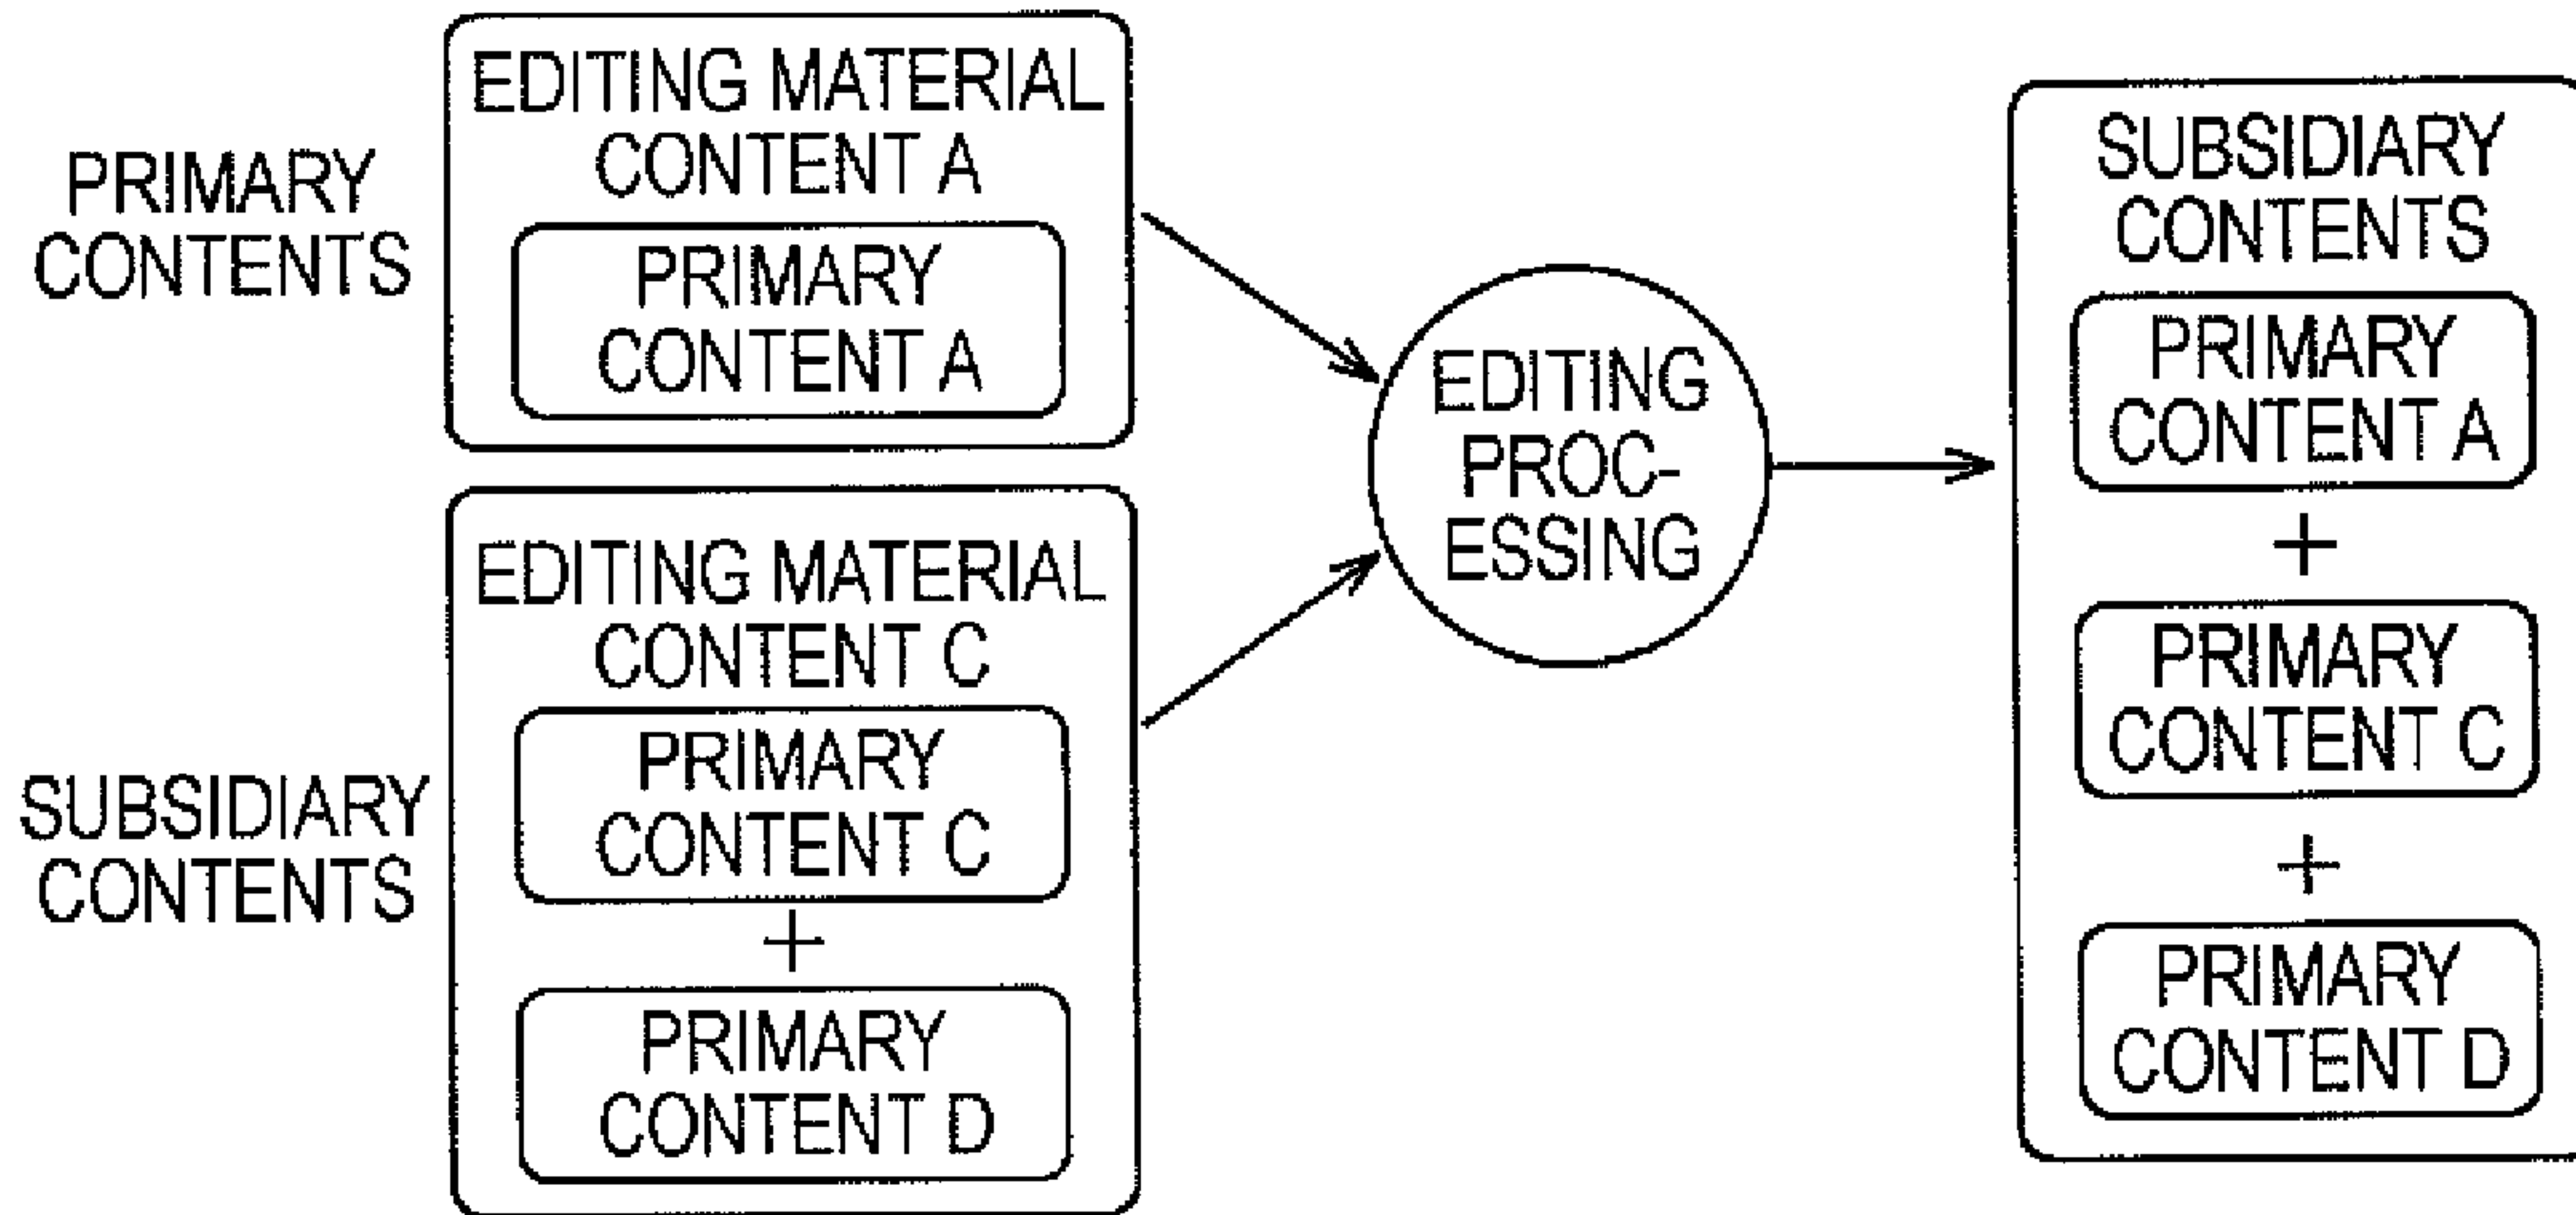 PRIMARY
CONTENTS
EDITING MATERIAL
CONTENT A
PRIMARY
CONTENT A
SUBSIDIARY
CONTENTS
EDITING MATERIAL
CONTENT C
PRIMARY
CONTENT C
+
PRIMARY
CONTENT D
EDITING
PROC-
ESSING
SUBSIDIARY
CONTENTS
PRIMARY
CONTENT A
+
PRIMARY
CONTENT C
+
PRIMARY
CONTENT D